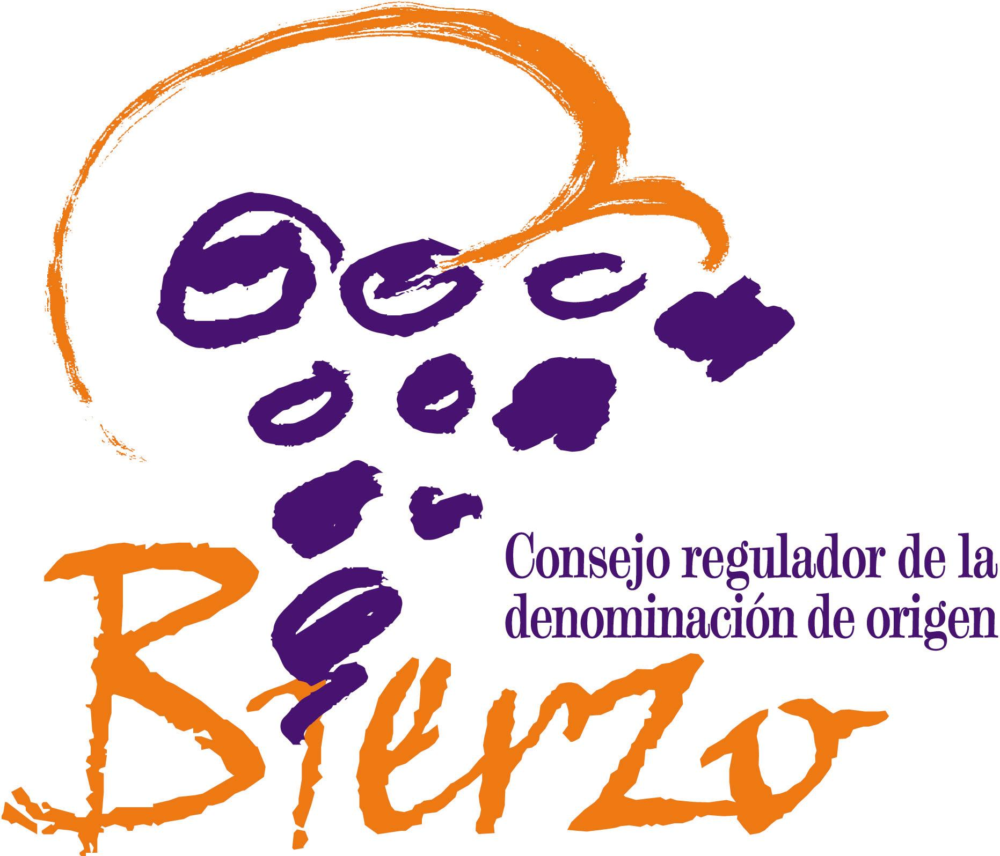 Consejo regulador de la
denominación de origen
Bierzo